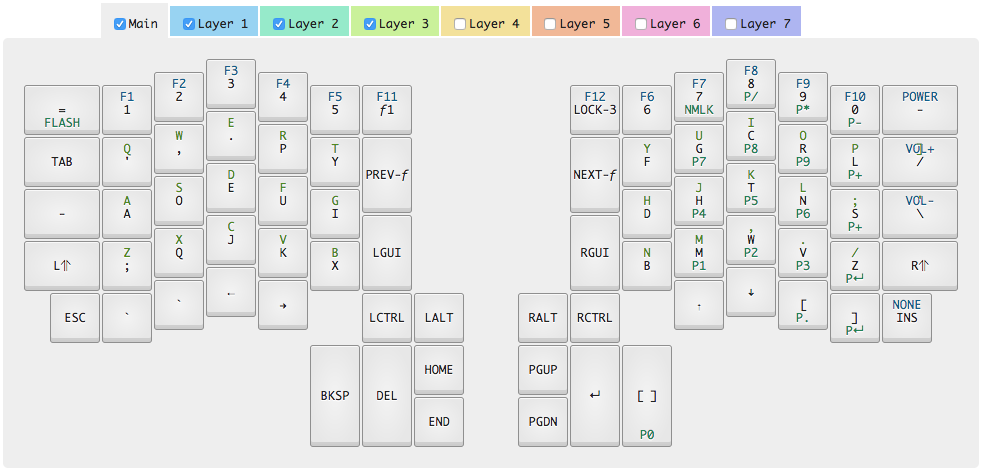 Main Layer 1 Layer 2 Layer 3 Layer 4 Layer 5 Layer 6 Layer 7
=
FLASH
F1
1
F2
2
F3
3
F4
4
F5
5
F11
ƒ1
F12
LOCK-3
F6
6
F7
7
NMLK
F8
8
P/
F9
9
P*
F10
0
P-
POWER
-
TAB
Q
'
W
,
E
.
R
P
T
Y
PREV-ƒ
NEXT-ƒ
Y
F
U
G
P7
I
C
P8
O
R
P9
P
L
P+
VOL+
/
-
A
A
S
O
D
E
F
U
G
I
H
D
J
H
P4
K
T
P5
L
N
P6
;
S
P+
VOL-
\
L⇑
Z
;
X
Q
C
J
V
K
B
X
LGUI
RGUI
N
B
M
M
P1
,
W
P2
.
V
P3
/
Z
P↵
R⇑
ESC
`
`
←
→
↑
↓
[
P.
]
P↵
NONE
INS
LCTRL
LALT
RALT
RCTRL
BKSP
DEL
HOME
END
PGUP
PGDN
↵
[ ]
P0